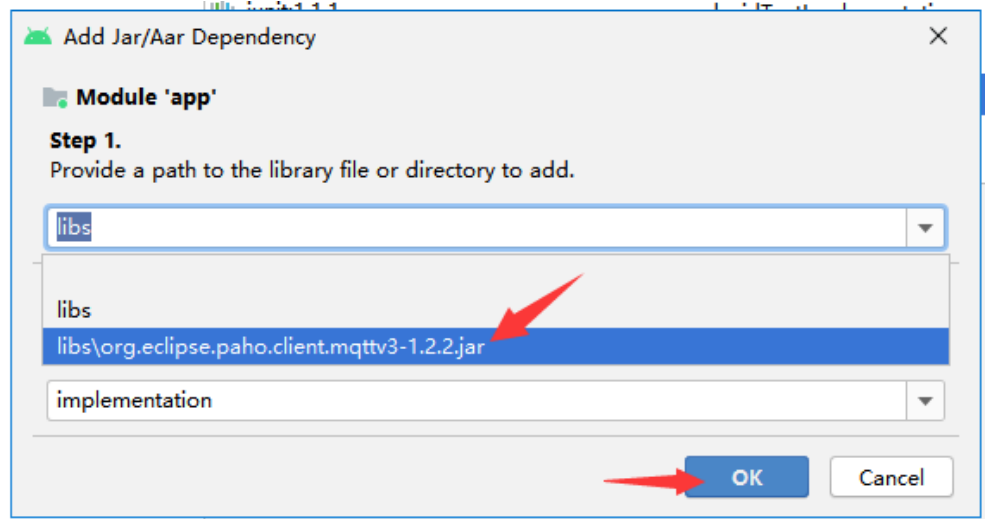 Add Jar/Aar Dependency
Module 'app'
Step 1.
Provide a path to the library file or directory to add.
libs
libs
libs\org.eclipse.paho.client.mqttv3-1.2.2.jar
implementation
OK
Cancel